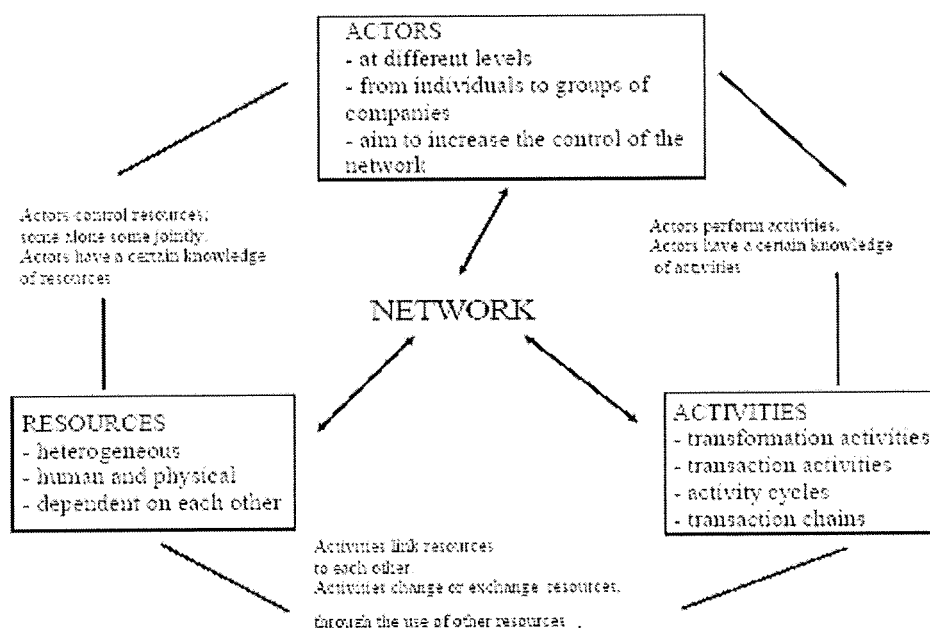 ACTORS
- at different levels
- from individuals to groups of
companies
- aim to increase the control of the
network
Actors control resources;
some alone some jointly.
Actors have a certain knowledge
of resources
Actors perform activities.
Actors have a certain knowledge
of activities
NETWORK
RESOURCES
- heterogeneous
- human and physical
- dependent on each other
ACTIVITIES
- transformation activities
- transaction activities
- activity cycles
- transaction chains
Activities link resources
to each other.
Activities change or exchange resources
through the use of other resources .